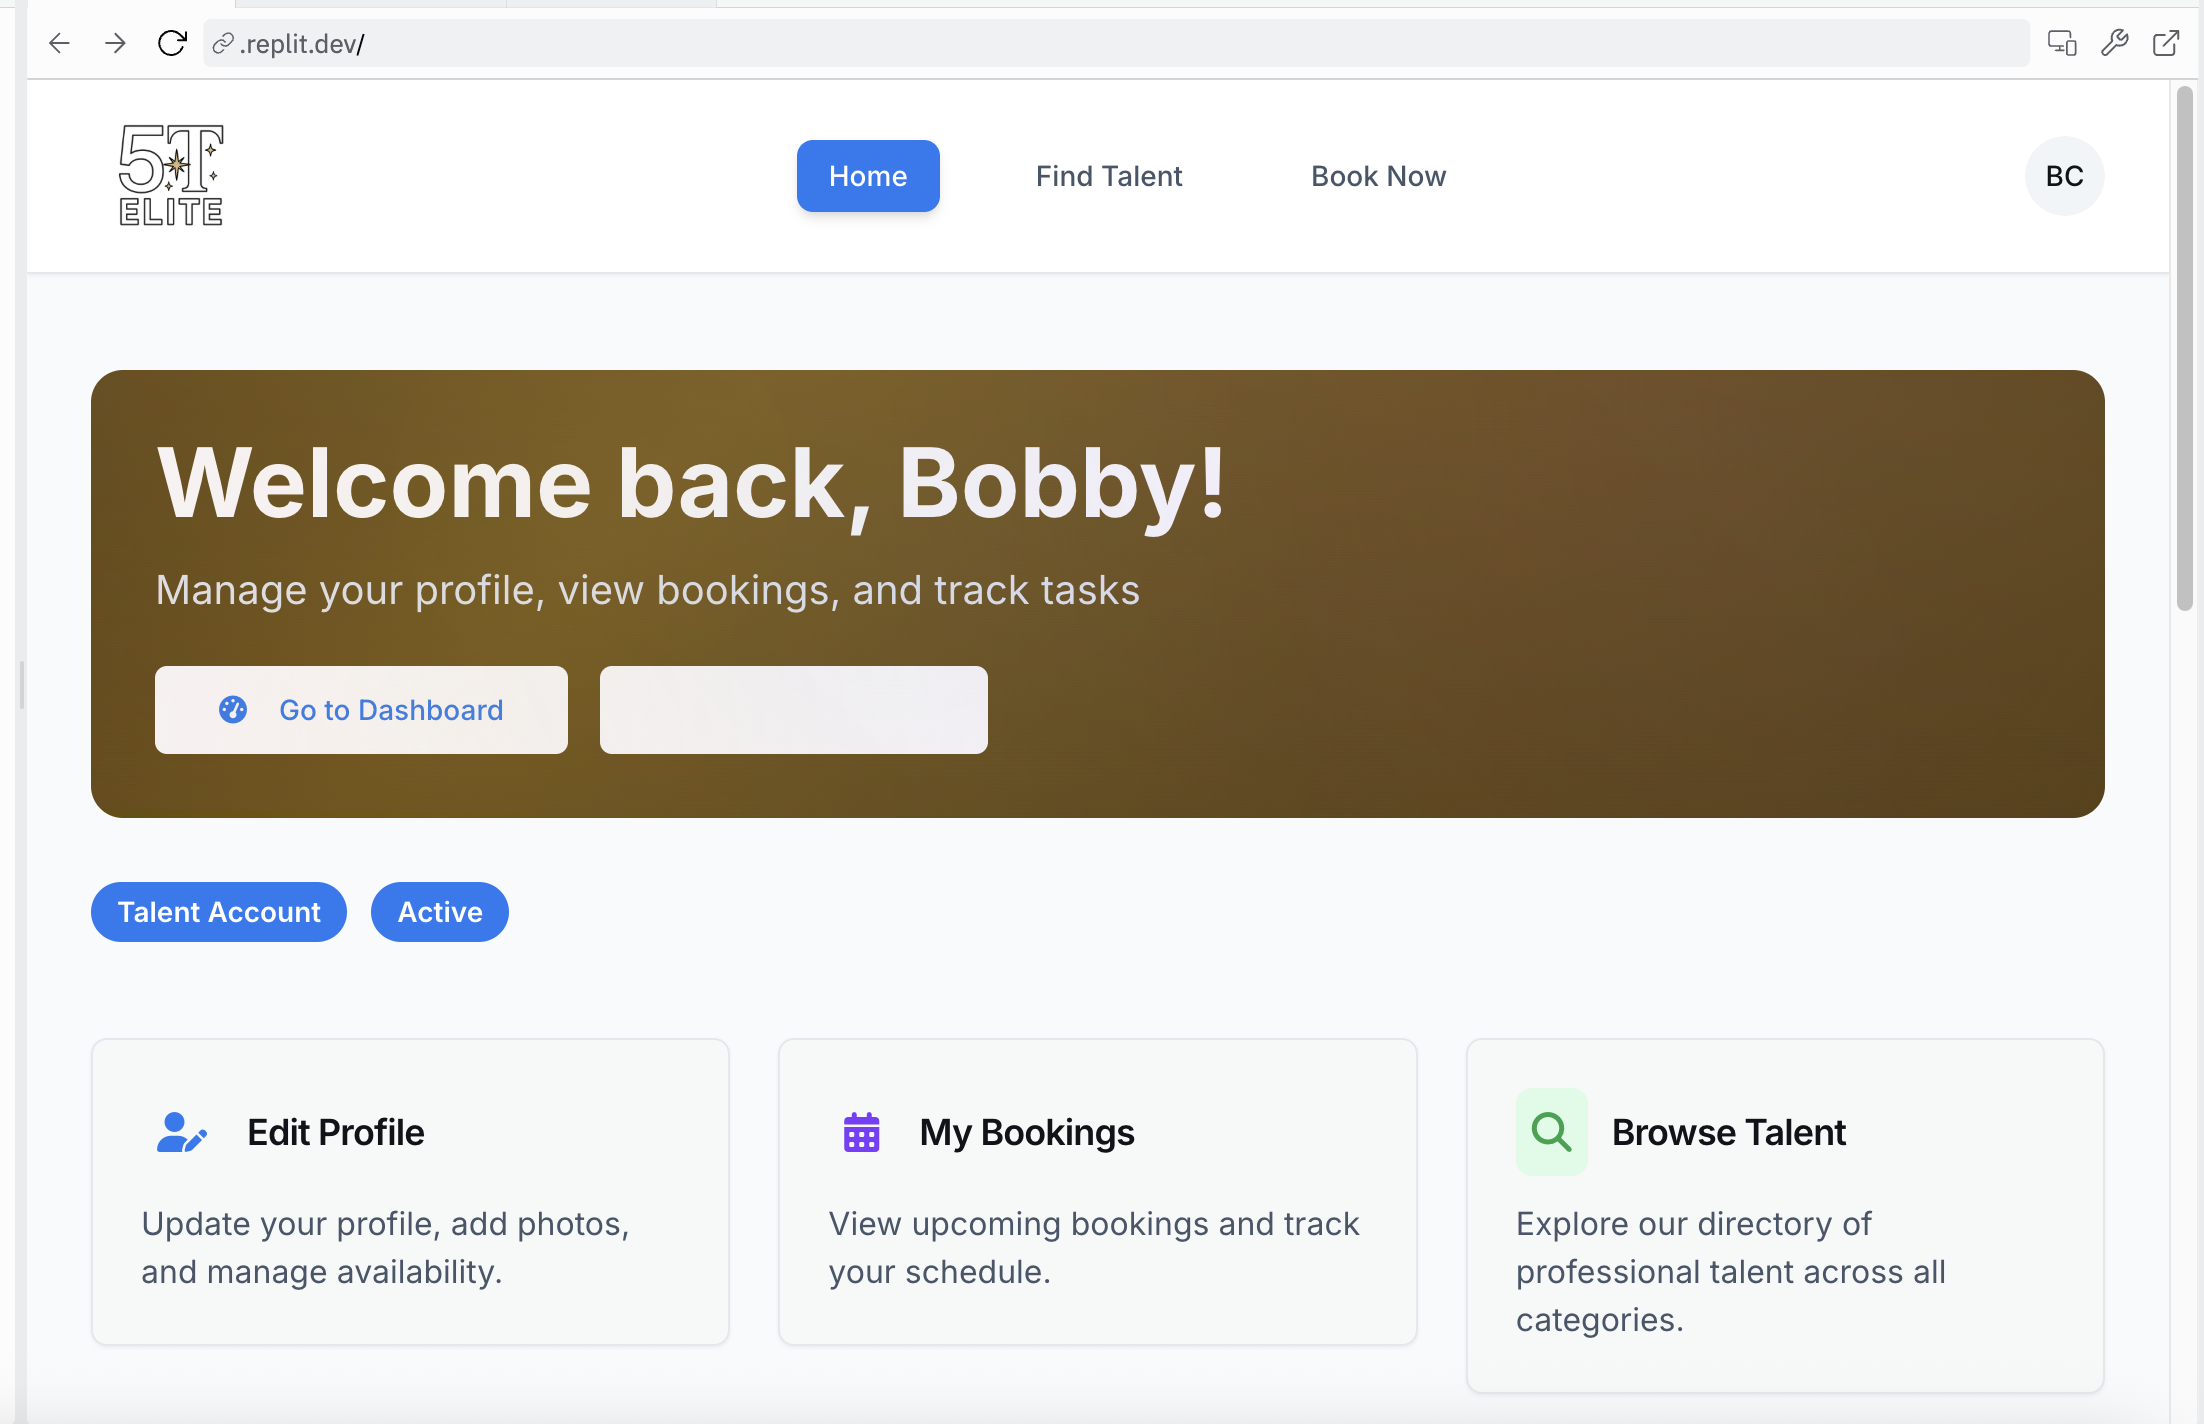 .replit.dev/
5T
ELITE
Home
Find Talent
Book Now
BC
Welcome back, Bobby!
Manage your profile, view bookings, and track tasks
Go to Dashboard
Talent Account
Active
Edit Profile
Update your profile, add photos,
and manage availability.
My Bookings
View upcoming bookings and track
your schedule.
Browse Talent
Explore our directory of
professional talent across all
categories.